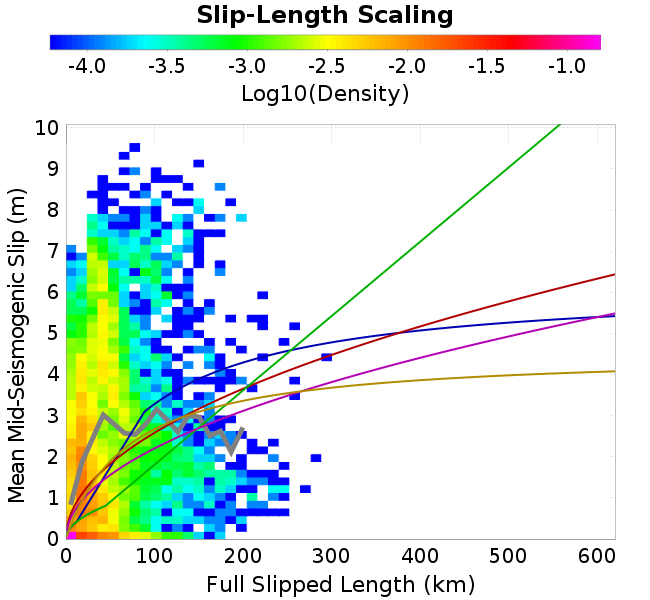 Slip-Length Scaling
-4.0 -3.5 -3.0 -2.5 -2.0 -1.5 -1.0
Log10(Density)
Mean Mid-Seismogenic Slip (m)
10
9
8
7
6
5
4
3
2
1
0
0 100 200 300 400 500 600
Full Slipped Length (km)